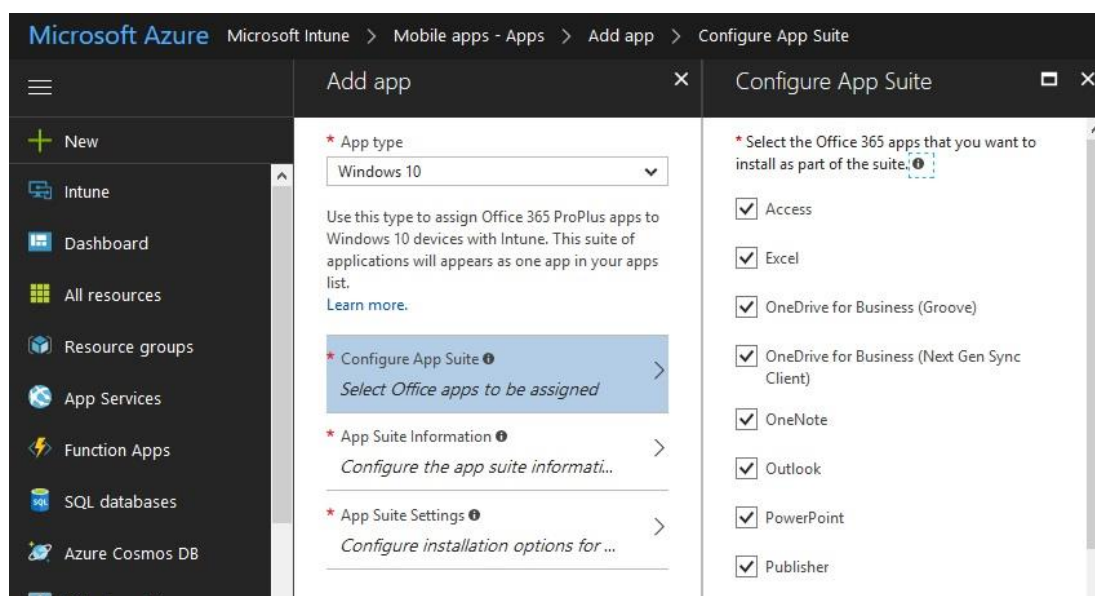 Microsoft Azure Microsoft Intune > Mobile apps - Apps > Add app > Configure App Suite
New
Intune
Dashboard
All resources
Resource groups
App Services
Function Apps
SQL databases
Azure Cosmos DB
Add app
* App type
Windows 10
Use this type to assign Office 365 ProPlus apps to
Windows 10 devices with Intune. This suite of
applications will appears as one app in your apps
list.
Learn more.
* Configure App Suite
Select Office apps to be assigned
* App Suite Information
Configure the app suite informati...
* App Suite Settings
Configure installation options for ...
Configure App Suite
* Select the Office 365 apps that you want to
install as part of the suite.
Access
Excel
OneDrive for Business (Groove)
OneDrive for Business (Next Gen Sync
Client)
OneNote
Outlook
PowerPoint
Publisher